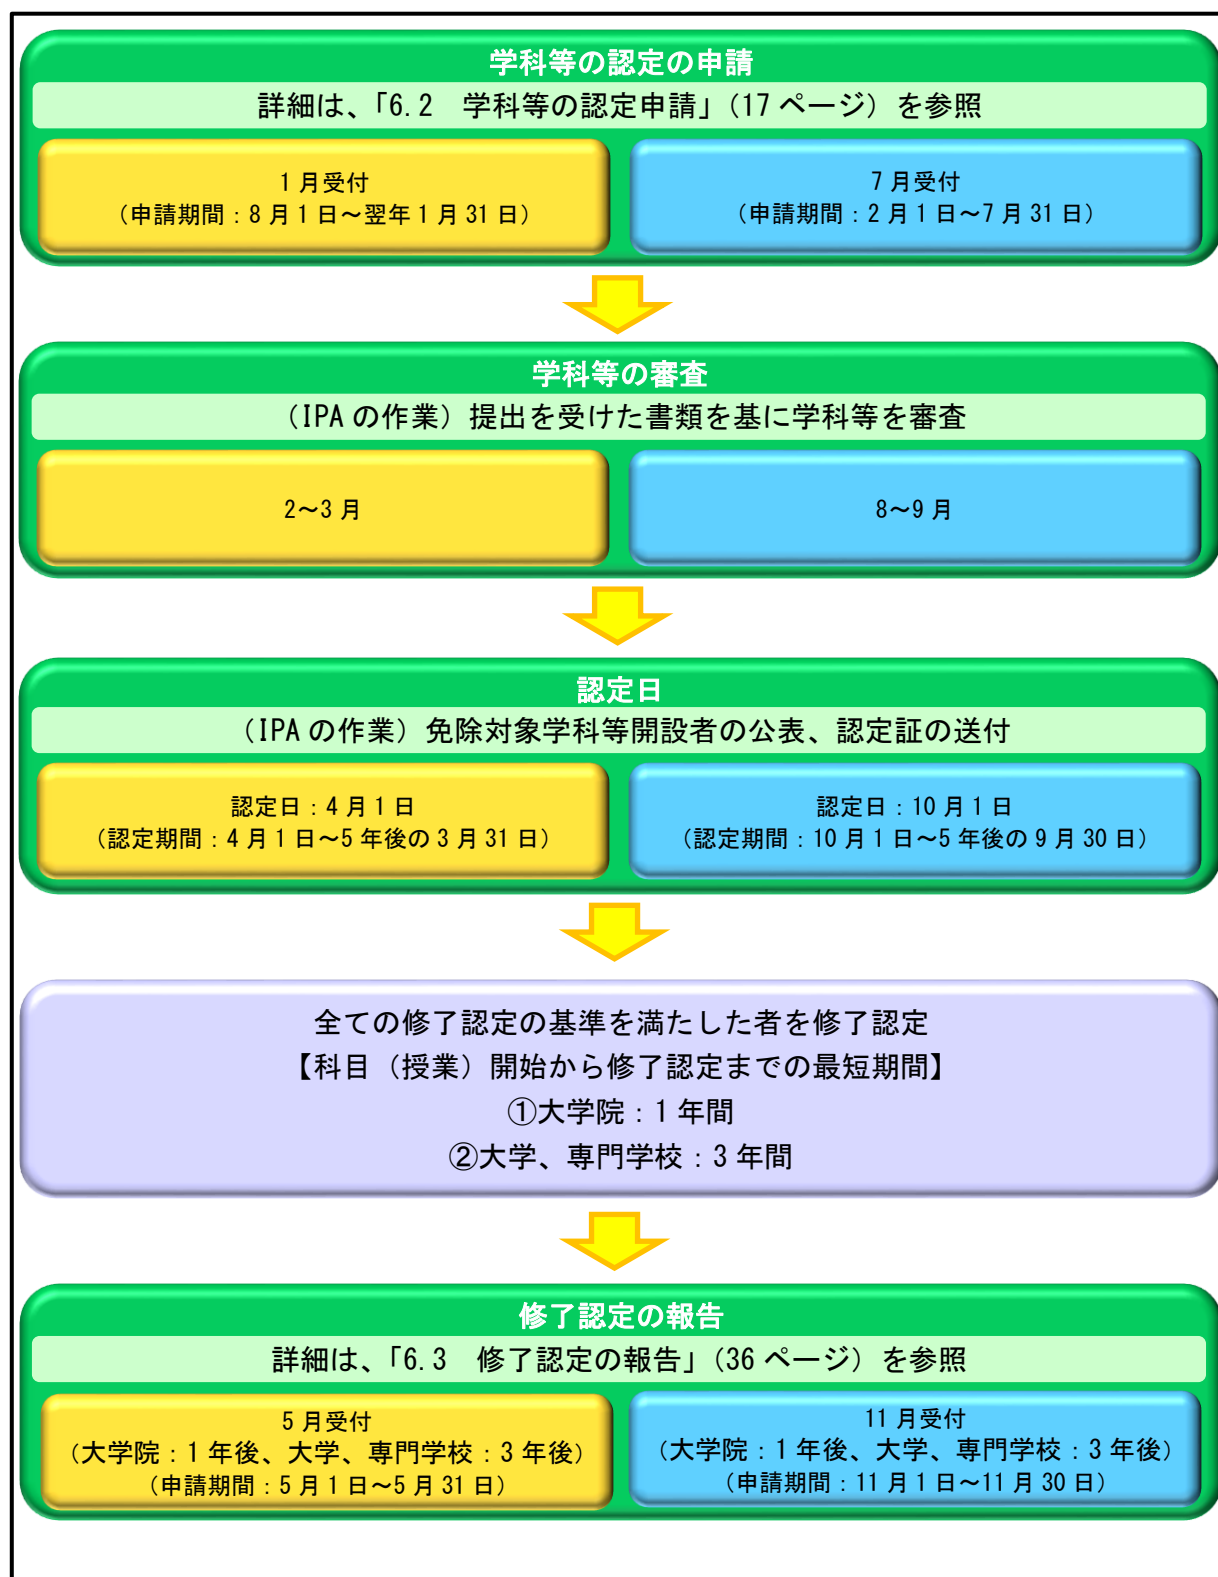 学科等の認定の申請
詳細は、「6.2　学科等の認定申請」（17 ページ）を参照
1 月受付
（申請期間：8 月 1 日～翌年 1 月 31 日）
7 月受付
（申請期間：2 月 1 日～7 月 31 日）
学科等の審査
（IPA の作業）提出を受けた書類を基に学科等を審査
2～3 月
8～9 月
認定日
（IPA の作業）免除対象学科等開設者の公表、認定証の送付
認定日：4 月 1 日
（認定期間：4 月 1 日～5 年後の 3 月 31 日）
認定日：10 月 1 日
（認定期間：10 月 1 日～5 年後の 9 月 30 日）
全ての修了認定の基準を満たした者を修了認定
【科目（授業）開始から修了認定までの最短期間】
①大学院：1 年間
②大学、専門学校：3 年間
修了認定の報告
詳細は、「6.3　修了認定の報告」（36 ページ）を参照
5 月受付
（大学院：1 年後、大学、専門学校：3 年後）
（申請期間：5 月 1 日～5 月 31 日）
11 月受付
（大学院：1 年後、大学、専門学校：3 年後）
（申請期間：11 月 1 日～11 月 30 日）